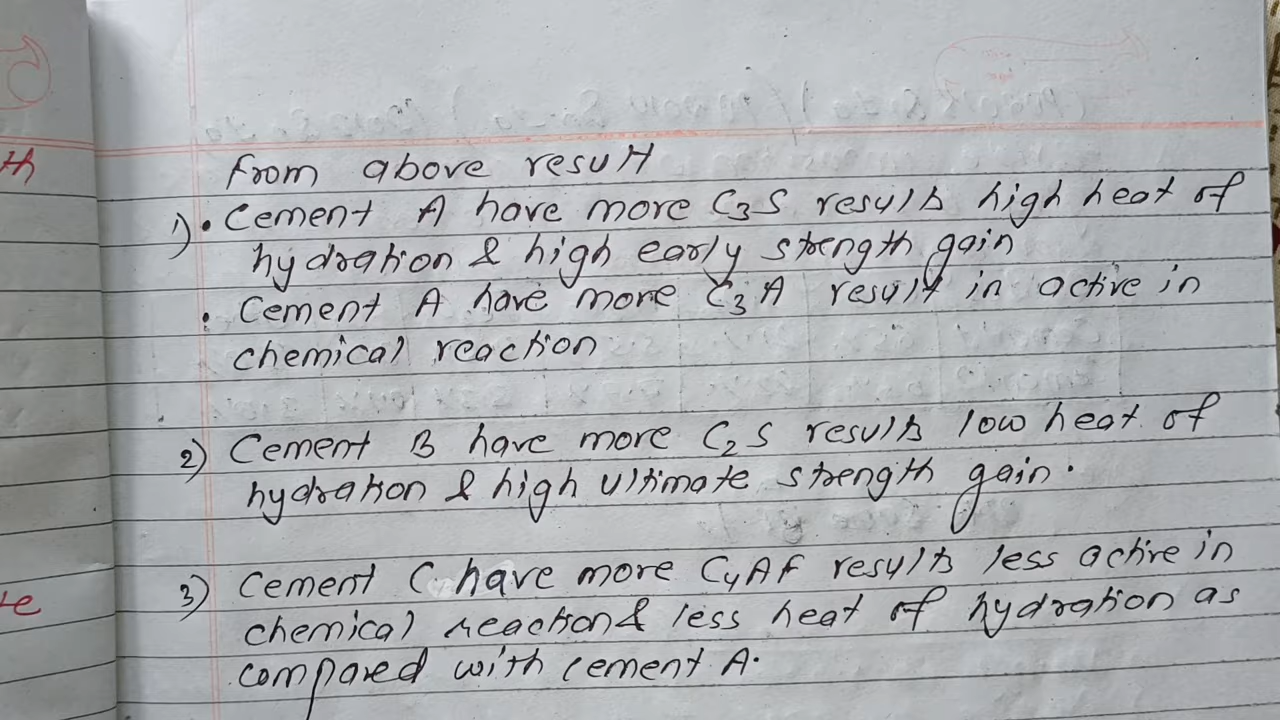 th
from above result
1) • Cement A have more C3S results high heat of
hydration & high early strength gain
• Cement A have more C3A result in active in
chemical reaction
2) Cement B have more C2S results low heat of
hydration & high ultimate strength gain.
3) Cement C have more C4AF results less active in
te
chemical reaction & less heat of hydration as
compared with cement A.